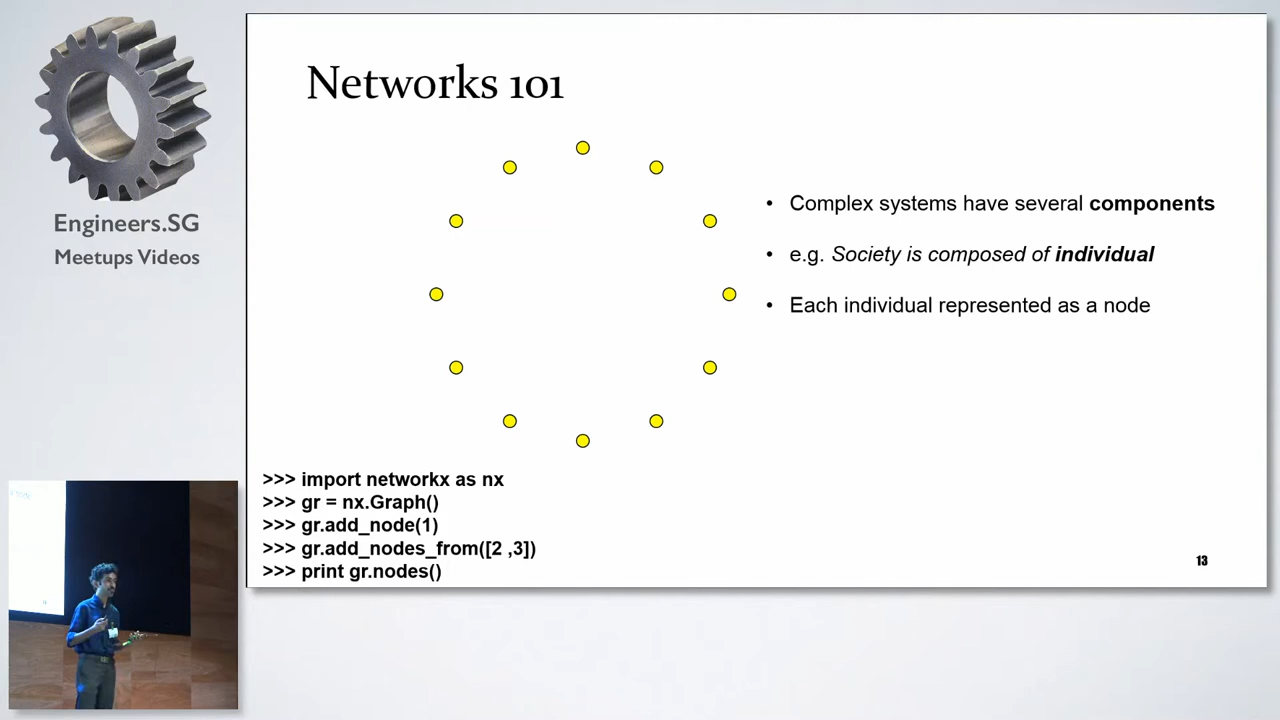 Engineers.SG
Meetups Videos
Networks 101
• Complex systems have several components
• e.g. Society is composed of individual
• Each individual represented as a node
>>> import networkx as nx
>>> gr = nx.Graph()
>>> gr.add_node(1)
>>> gr.add_nodes_from([2 ,3])
>>> print gr.nodes()
13